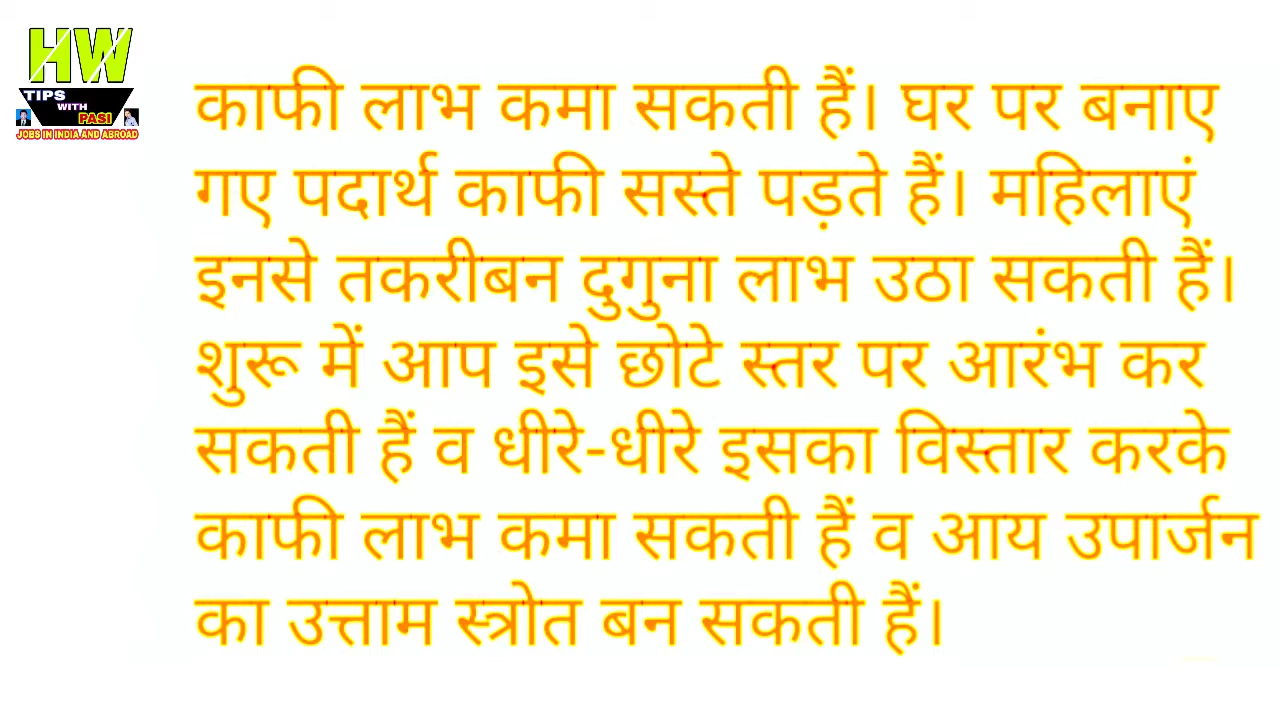 HW
TIPS
WITH
PASI
JOBS IN INDIA AND ABROAD
काफी लाभ कमा सकती हैं। घर पर बनाए
गए पदार्थ काफी सस्ते पड़ते हैं। महिलाएं
इनसे तकरीबन दुगुना लाभ उठा सकती हैं।
शुरू में आप इसे छोटे स्तर पर आरंभ कर
सकती हैं व धीरे-धीरे इसका विस्तार करके
काफी लाभ कमा सकती हैं व आय उपार्जन
का उत्ताम स्त्रोत बन सकती हैं।